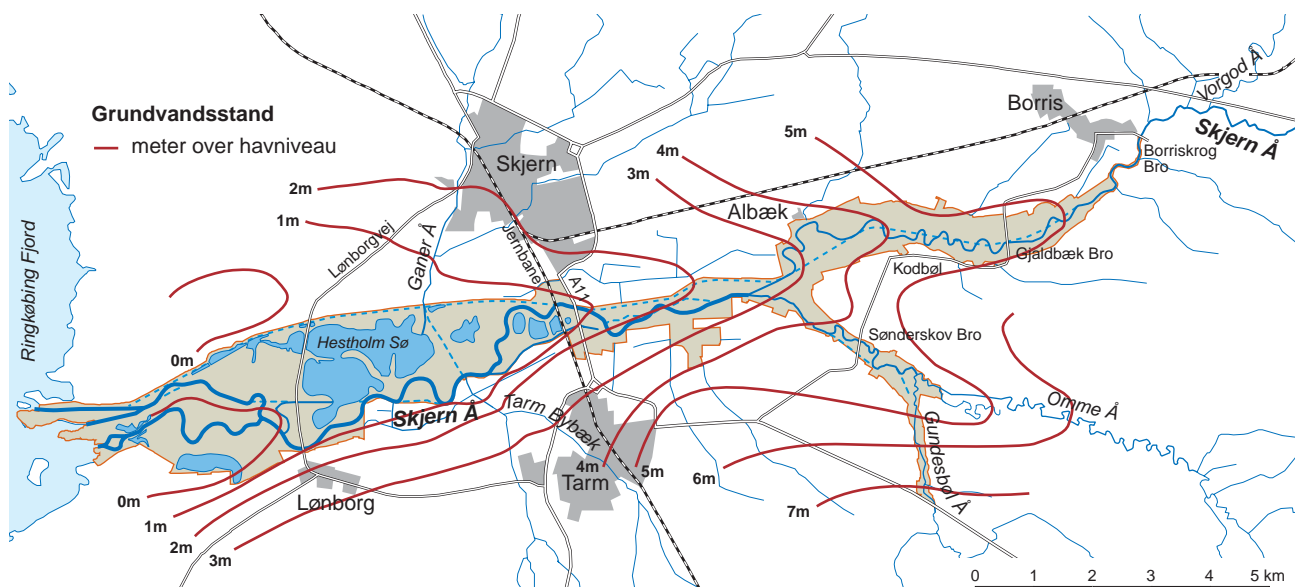 Grundvandsstand
meter over havniveau
Ringkøbing Fjord
Skjern
Borris
Vorgod Å
Skjern Å
Borriskrog
Bro
5m
4m
3m
2m
1m
Albæk
Lønborgvej
Ganer Å
Jernbane
A11
Kodbøl
Gjaldbæk Bro
0m
Hestholm Sø
Sønderskov Bro
Skjern Å
Tarm Bybæk
Omme Å
Gundesbøl Å
4m
5m
6m
7m
Tarm
Lønborg
0m
1m
2m
3m
0 1 2 3 4 5 km